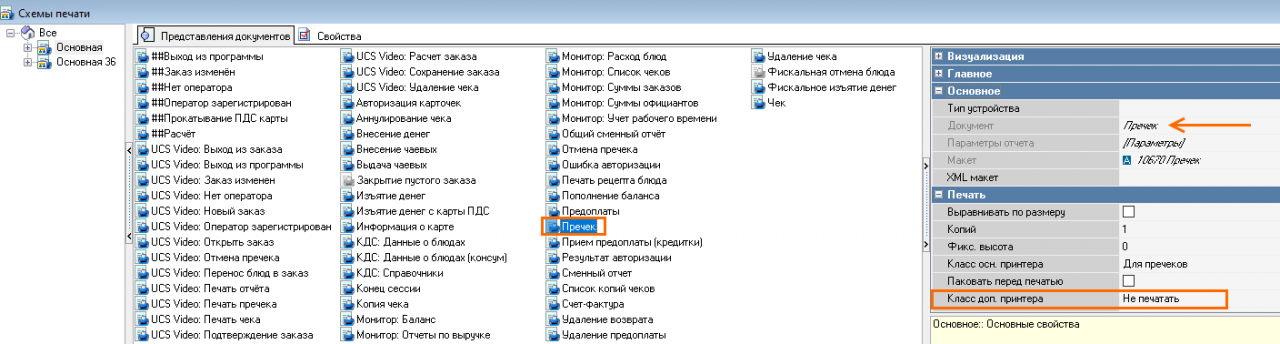 Схемы печати
Все
Основная
Основная 36
Представления документов
Свойства
##Выход из программы
##Заказ изменён
##Нет оператора
##Оператор зарегистрирован
##Прокатывание ПДС карты
##Расчёт
UCS Video: Выход из заказа
UCS Video: Выход из программы
UCS Video: Заказ изменен
UCS Video: Нет оператора
UCS Video: Новый заказ
UCS Video: Оператор зарегистрирован
UCS Video: Открыть заказ
UCS Video: Отмена пречека
UCS Video: Перенос блюд в заказ
UCS Video: Печать отчёта
UCS Video: Печать пречека
UCS Video: Печать чека
UCS Video: Подтверждение заказа
UCS Video: Расчет заказа
UCS Video: Сохранение заказа
UCS Video: Удаление чека
Авторизация карточек
Аннулирование чека
Внесение денег
Внесение чаевых
Выдача чаевых
Закрытие пустого заказа
Изъятие денег
Изъятие денег с карты ПДС
Информация о карте
КДС: Данные о блюдах
КДС: Данные о блюдах (консум)
КДС: Справочники
Конец сессии
Копия чека
Монитор: Баланс
Монитор: Отчеты по выручке
Монитор: Расход блюд
Монитор: Список чеков
Монитор: Суммы заказов
Монитор: Суммы официантов
Монитор: Учет рабочего времени
Общий сменный отчёт
Отмена пречека
Ошибка авторизации
Печать рецепта блюда
Пополнение баланса
Предоплаты
Пречек
Прием предоплаты (кредитки)
Результат авторизации
Сменный отчет
Список копий чеков
Счет-Фактура
Удаление возврата
Удаление предоплаты
Удаление чека
Фискальная отмена блюда
Фискальное изъятие денег
Чек
Визуализация
Главное
Основное
Тип устройства
Документ Пречек
Параметры отчета [Параметры]
Макет A 10670 Пречек
XML макет
Печать
Выравнивать по размеру
Копий 1
Фикс. высота 0
Класс осн. принтера Для пречеков
Паковать перед печатью
Класс доп. принтера Не печатать
Основное:: Основные свойства